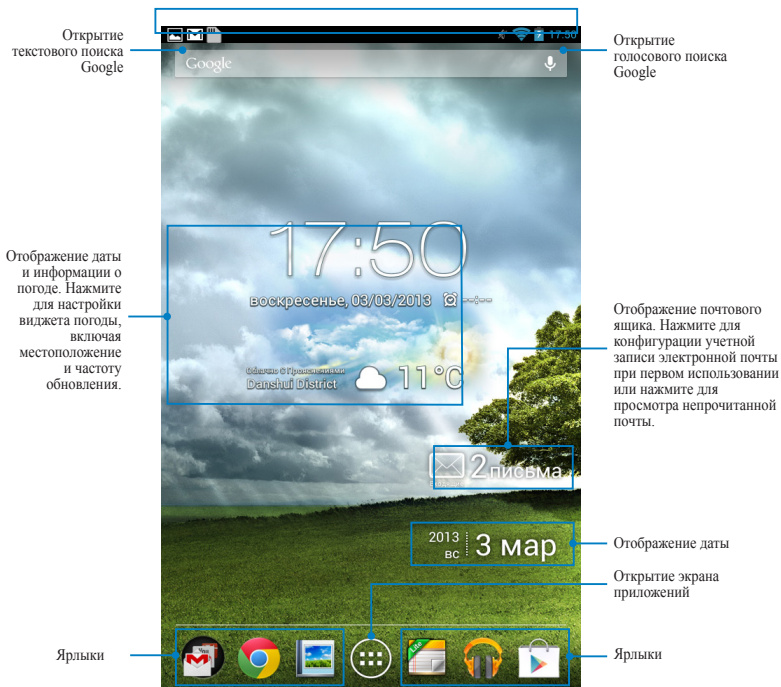 Открытие
текстового поиска
Google
17:50
Google
Открытие
голосового поиска
Google
Отображение даты
и информации о
погоде. Нажмите
для настройки
виджета погоды,
включая
местоположение
и частоту
обновления.
17:50
воскресенье, 03/03/2013 --:--
Облачно С Прояснениями
Danshui District
11°C
Отображение почтового
ящика. Нажмите для
конфигурации учетной
записи электронной почты
при первом использовании
или нажмите для
просмотра непрочитанной
почты.
2 письма
2013
вс
3 мар
Отображение даты
Открытие экрана
приложений
Ярлыки
Lite
Ярлыки